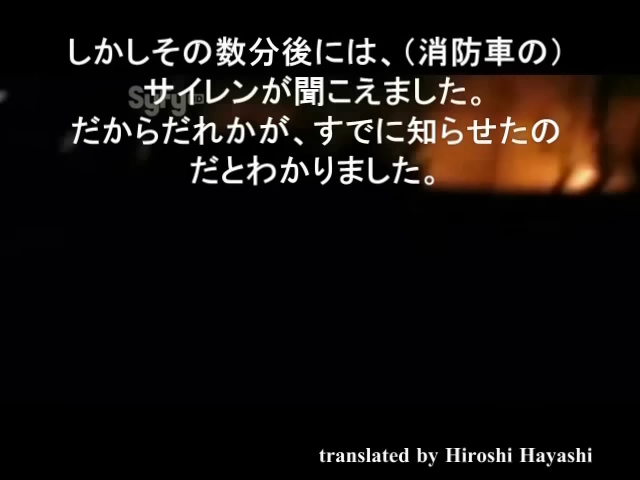 しかしその数分後には、（消防車の）
サイレンが聞こえました。
だからだれかが、すでに知らせたの
だとわかりました。
Syfy
translated by Hiroshi Hayashi